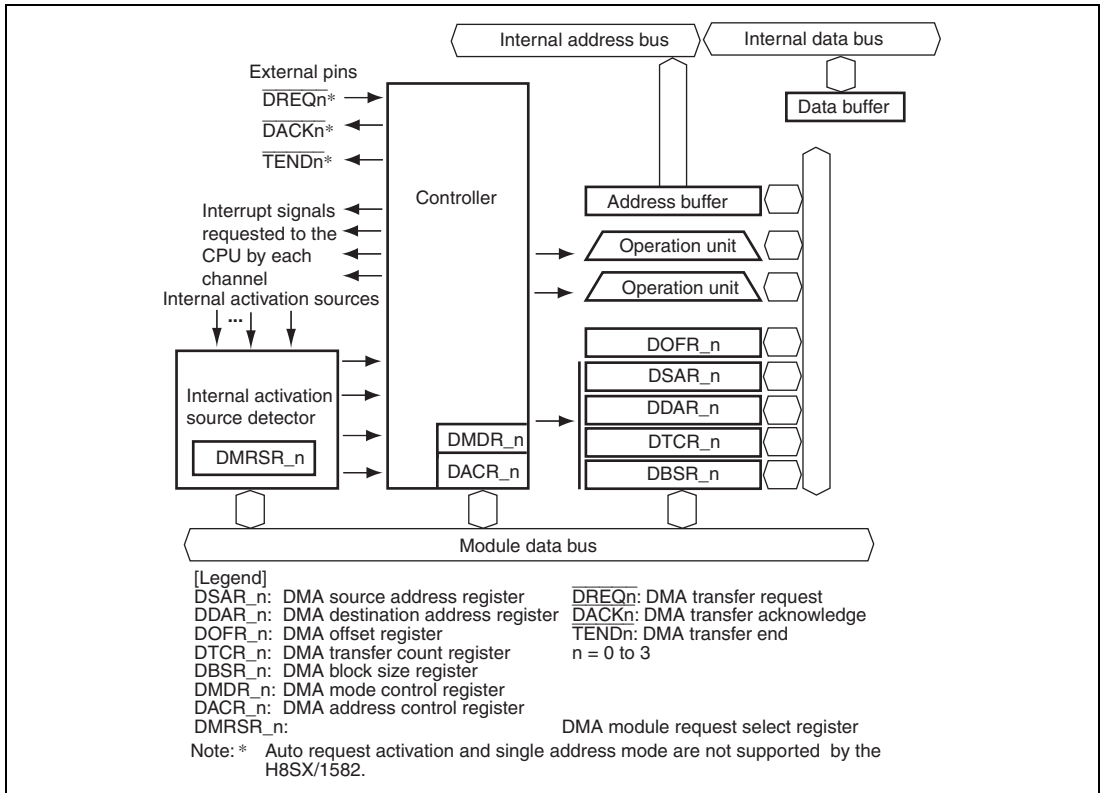 Internal address bus
Internal data bus
External pins
DREQn*
DACKn*
TENDn*
Data buffer
Controller
Address buffer
Interrupt signals
requested to the
CPU by each
channel
Operation unit
Operation unit
Internal activation sources
...
DOFR_n
DSAR_n
DDAR_n
DTCR_n
DBSR_n
Internal activation
source detector
DMRSR_n
DMDR_n
DACR_n
Module data bus
[Legend]
DSAR_n: DMA source address register
DDAR_n: DMA destination address register
DOFR_n: DMA offset register
DTCR_n: DMA transfer count register
DBSR_n: DMA block size register
DMDR_n: DMA mode control register
DACR_n: DMA address control register
DMRSR_n: DMA module request select register
DREQn: DMA transfer request
DACKn: DMA transfer acknowledge
TENDn: DMA transfer end
n = 0 to 3
Note: * Auto request activation and single address mode are not supported by the
H8SX/1582.